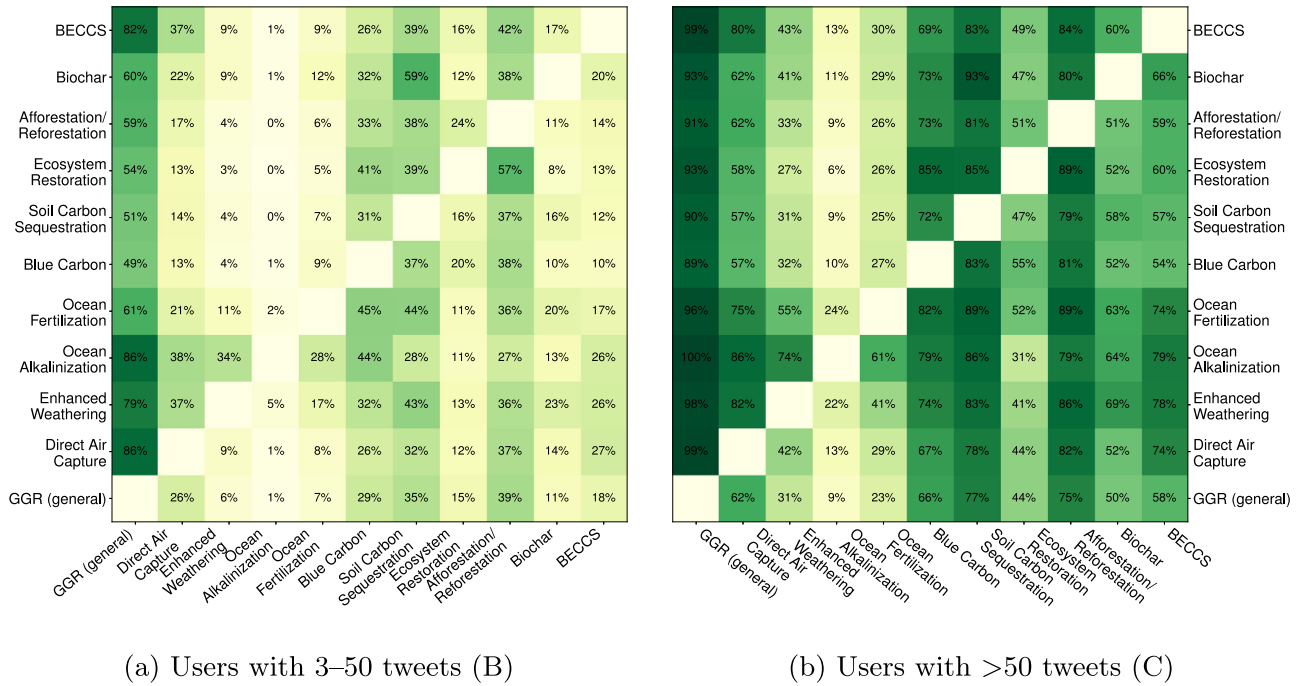 BECCS 82% 37% 9% 1% 9% 26% 39% 16% 42% 17%
Biochar 60% 22% 9% 1% 12% 32% 59% 12% 38% 20%
Afforestation/
Reforestation 59% 17% 4% 0% 6% 33% 38% 24% 11% 14%
Ecosystem
Restoration 54% 13% 3% 0% 5% 41% 39% 57% 8% 13%
Soil Carbon
Sequestration 51% 14% 4% 0% 7% 31% 16% 37% 16% 12%
Blue Carbon 49% 13% 4% 1% 9% 37% 20% 38% 10% 10%
Ocean
Fertilization 61% 21% 11% 2% 45% 44% 11% 36% 20% 17%
Ocean
Alkalinization 86% 38% 34% 28% 44% 28% 11% 27% 13% 26%
Enhanced
Weathering 79% 37% 5% 17% 32% 43% 13% 36% 23% 26%
Direct Air
Capture 86% 9% 1% 8% 26% 32% 12% 37% 14% 27%
GGR (general) 26% 6% 1% 7% 29% 35% 15% 39% 11% 18%
GGR (general)
Direct Air
Capture
Enhanced
Weathering
Ocean
Alkalinization
Ocean
Fertilization
Blue Carbon
Soil Carbon
Sequestration
Ecosystem
Restoration
Afforestation/
Reforestation
Biochar
BECCS
(a) Users with 3–50 tweets (B)
99% 80% 43% 13% 30% 69% 83% 49% 84% 60% BECCS
93% 62% 41% 11% 29% 73% 93% 47% 80% 66% Biochar
91% 62% 33% 9% 26% 73% 81% 51% 51% 59% Afforestation/
Reforestation
93% 58% 27% 6% 26% 85% 85% 89% 52% 60% Ecosystem
Restoration
90% 57% 31% 9% 25% 72% 47% 79% 58% 57% Soil Carbon
Sequestration
89% 57% 32% 10% 27% 83% 55% 81% 52% 54% Blue Carbon
96% 75% 55% 24% 82% 89% 52% 89% 63% 74% Ocean
Fertilization
100% 86% 74% 61% 79% 86% 31% 79% 64% 79% Ocean
Alkalinization
98% 82% 22% 41% 74% 83% 41% 86% 69% 78% Enhanced
Weathering
99% 42% 13% 29% 67% 78% 44% 82% 52% 74% Direct Air
Capture
62% 31% 9% 23% 66% 77% 44% 75% 50% 58% GGR (general)
GGR (general)
Direct Air
Capture
Enhanced
Weathering
Ocean
Alkalinization
Ocean
Fertilization
Blue Carbon
Soil Carbon
Sequestration
Ecosystem
Restoration
Afforestation/
Reforestation
Biochar
BECCS
(b) Users with >50 tweets (C)